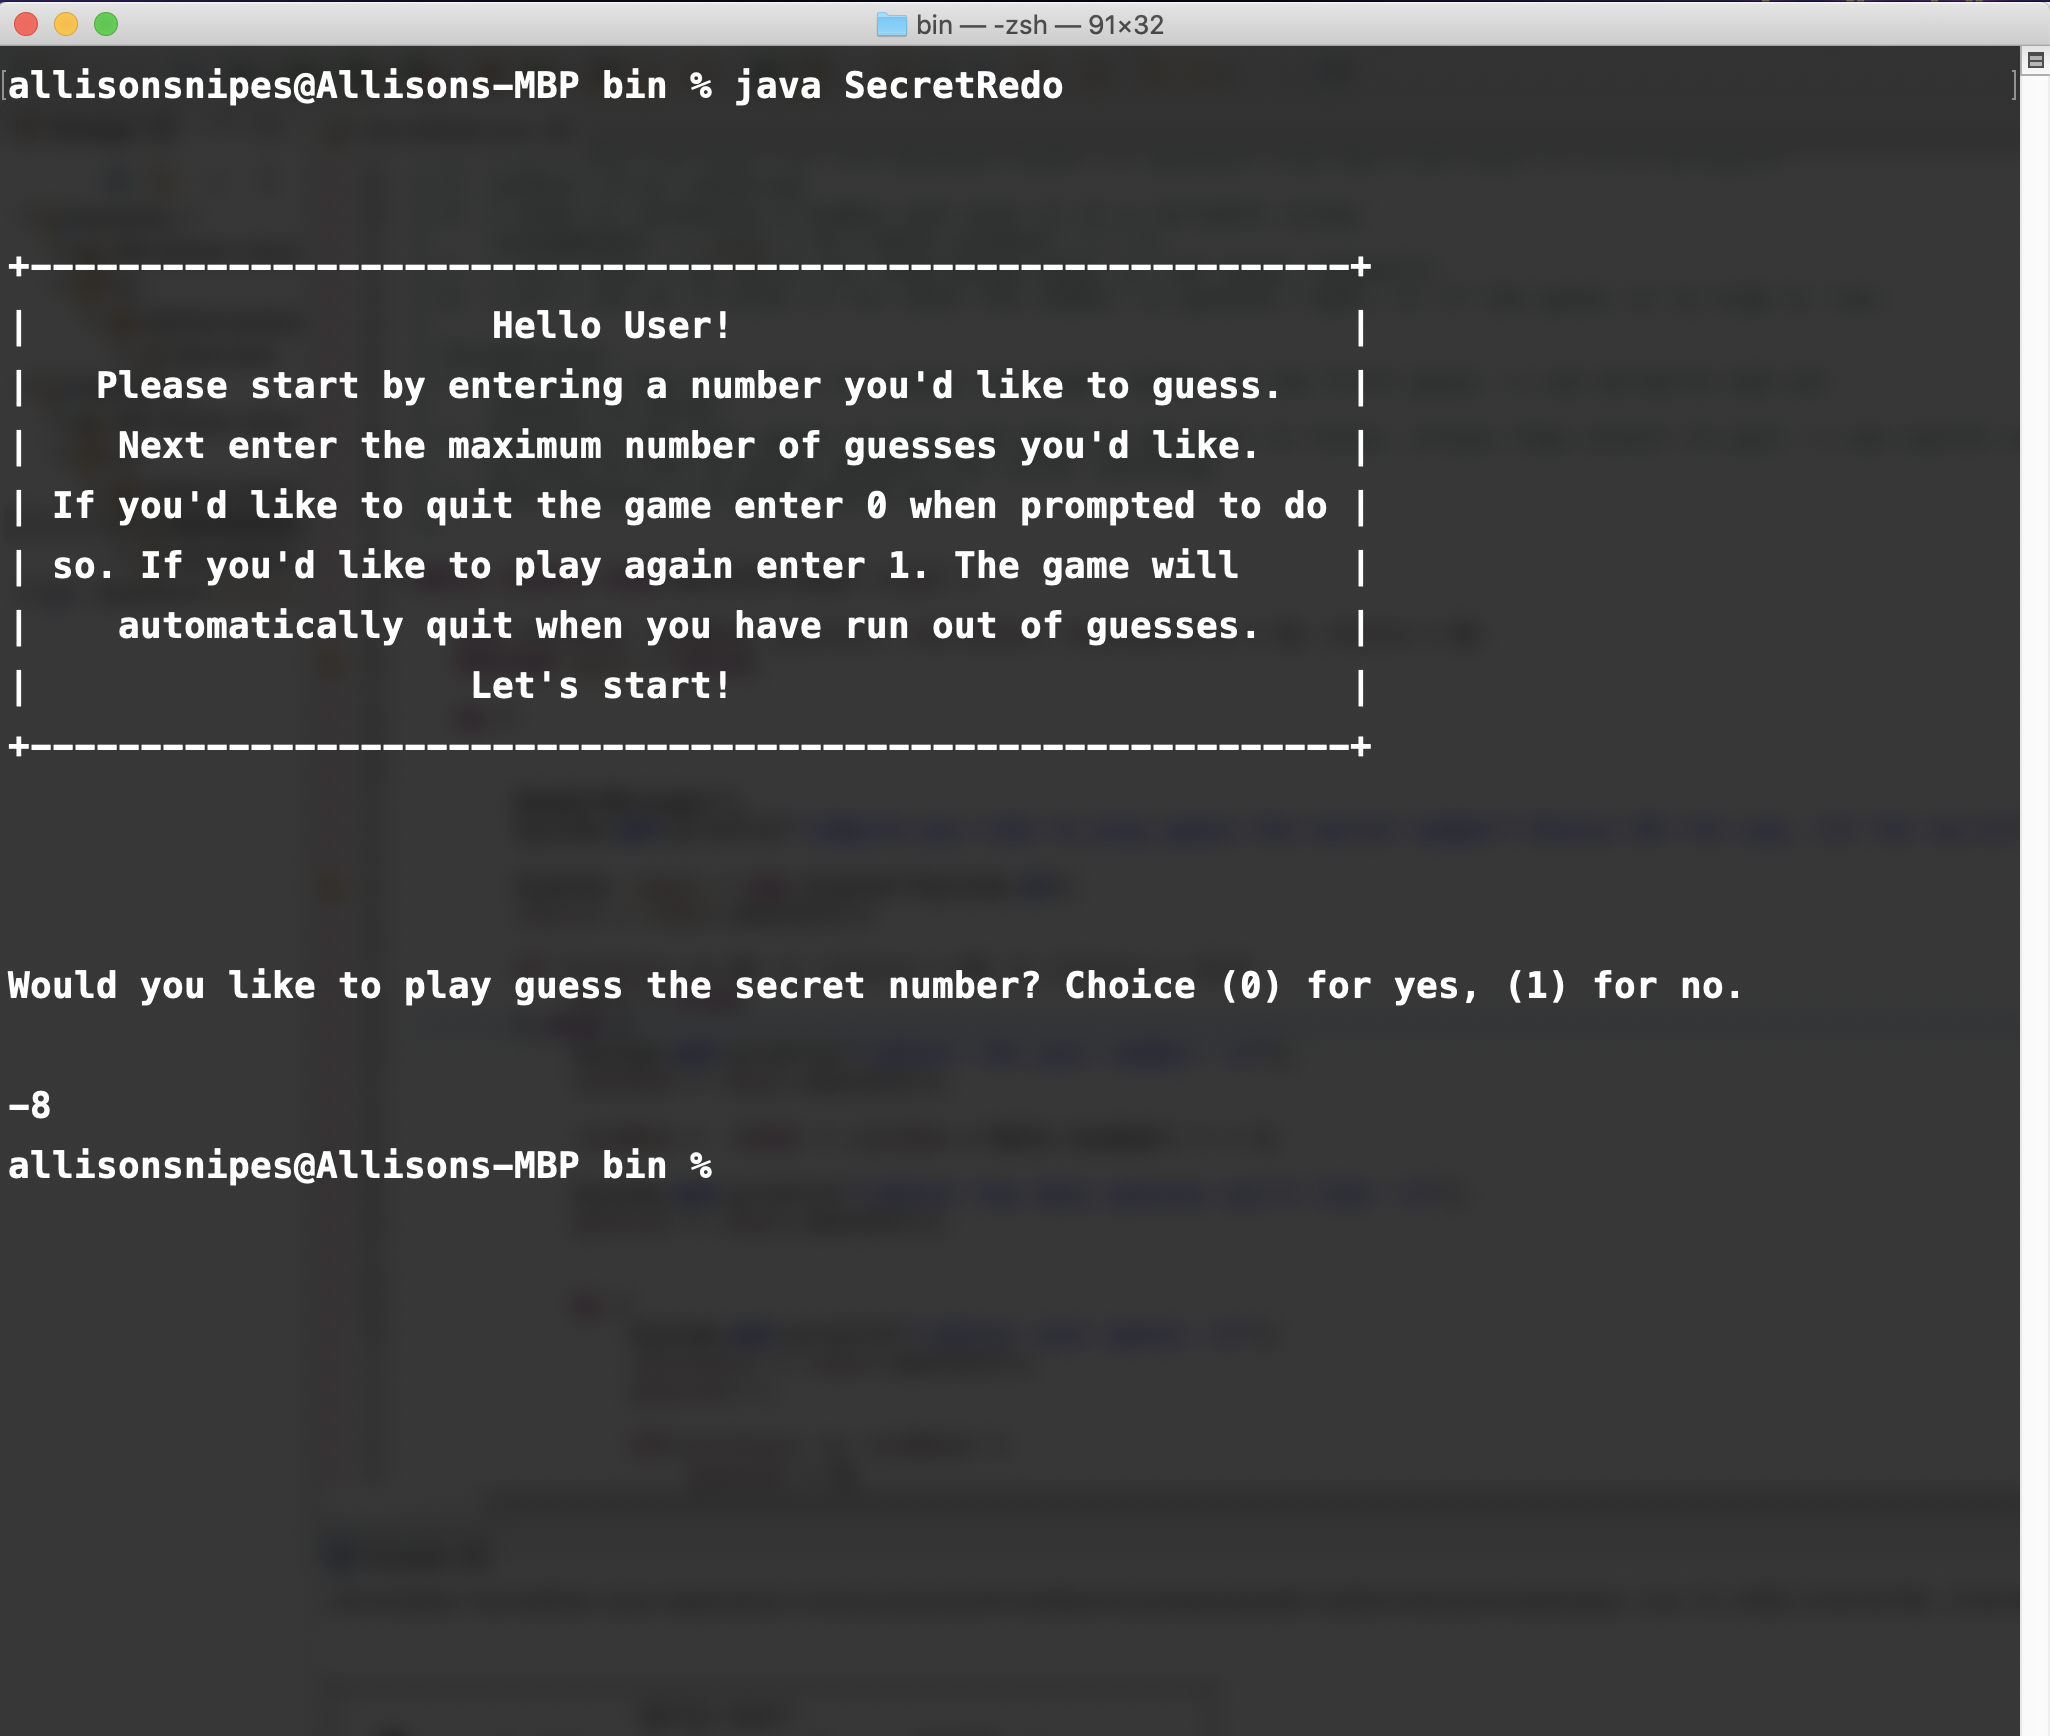 bin — -zsh — 91×32
allisonsnipes@Allisons-MBP bin % java SecretRedo
+------------------------------------------------------------+
|                     Hello User!                            |
|   Please start by entering a number you'd like to guess.   |
|    Next enter the maximum number of guesses you'd like.    |
| If you'd like to quit the game enter 0 when prompted to do |
| so. If you'd like to play again enter 1. The game will     |
|    automatically quit when you have run out of guesses.    |
|                    Let's start!                            |
+------------------------------------------------------------+
Would you like to play guess the secret number? Choice (0) for yes, (1) for no.
-8
allisonsnipes@Allisons-MBP bin %